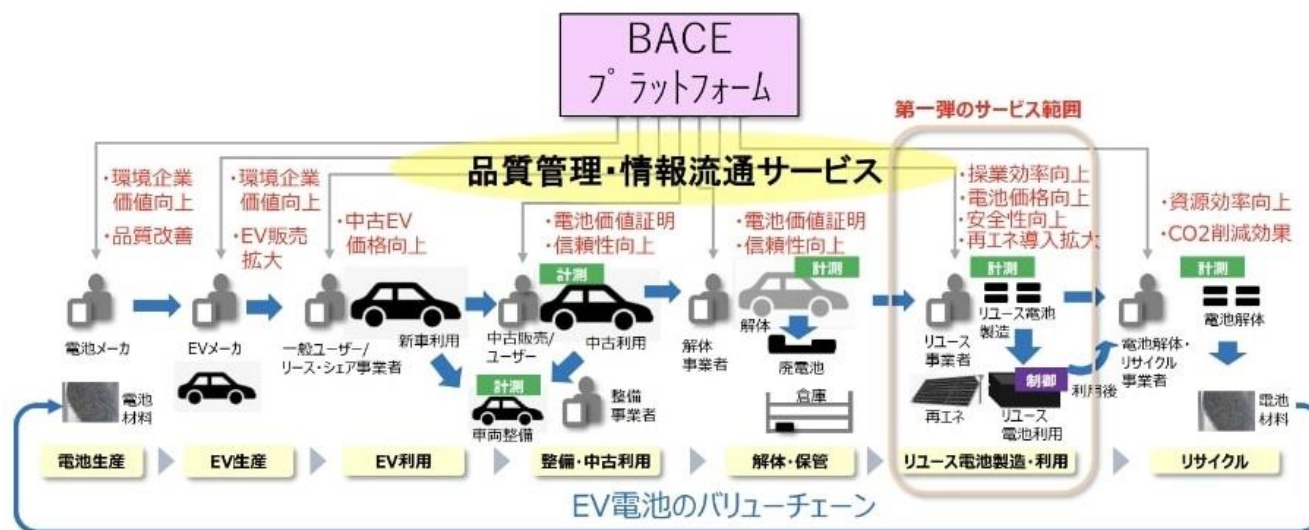 BACE
プラットフォーム
第一弾のサービス範囲
品質管理・情報流通サービス
・環境企業
価値向上
・品質改善
・環境企業
価値向上
・EV販売
拡大
・中古EV
価格向上
・電池価値証明
・信頼性向上
・電池価値証明
・信頼性向上
・操業効率向上
・電池価格向上
・安全性向上
・再エネ導入拡大
・資源効率向上
・CO2削減効果
電池メーカ
EVメーカ
一般ユーザー/
リース・シェア事業者
新車利用
計測
中古販売/
ユーザー
中古利用
計測
車両整備
整備
事業者
解体
事業者
計測
解体
廃電池
倉庫
計測
リユース
事業者
リユース電池
製造
再エネ
制御
リユース
電池利用
利用後
計測
電池解体・
リサイクル
事業者
電池解体
電池
材料
電池
材料
電池生産
EV生産
EV利用
整備・中古利用
解体・保管
リユース電池製造・利用
リサイクル
EV電池のバリューチェーン